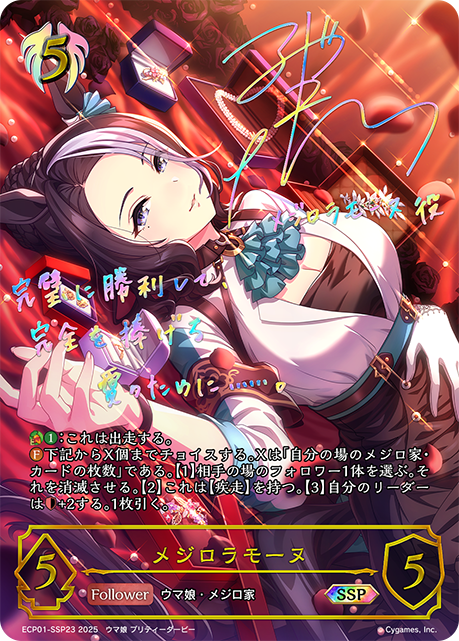 5
メジロラモーヌ役
完璧に勝利して、
完全を捧げる
愛のために……。
1:これは出走する。
F下記からX個までチョイスする。Xは「自分の場のメジロ家・
カードの枚数」である。【1】相手の場のフォロワー1体を選ぶ。そ
れを消滅させる。【2】これは【疾走】を持つ。【3】自分のリーダー
は+2する。1枚引く。
メジロラモーヌ
5
5
Follower
ウマ娘・メジロ家
SSP
ECP01-SSP23 2025 ウマ娘 プリティーダービー
©Cygames, Inc.